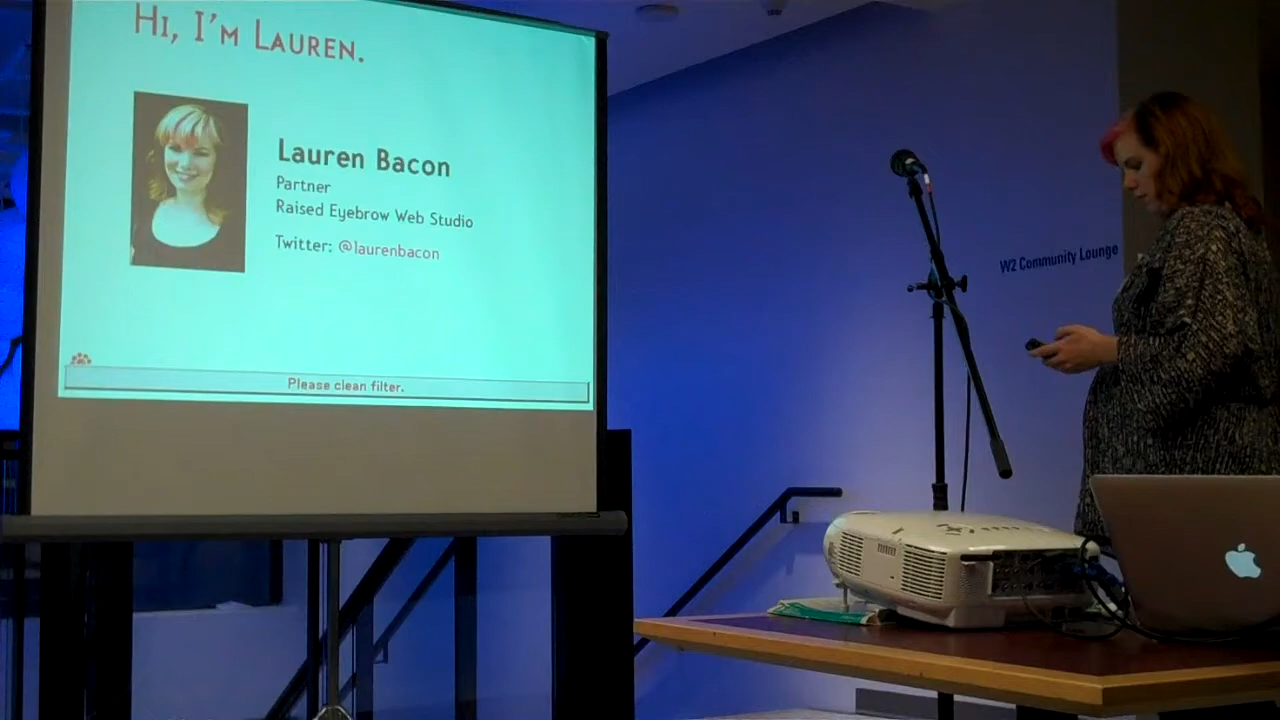 Hi, I'm Lauren.
Lauren Bacon
Partner
Raised Eyebrow Web Studio
Twitter: @laurenbacon
Please clean filter.
W2 Community Lounge